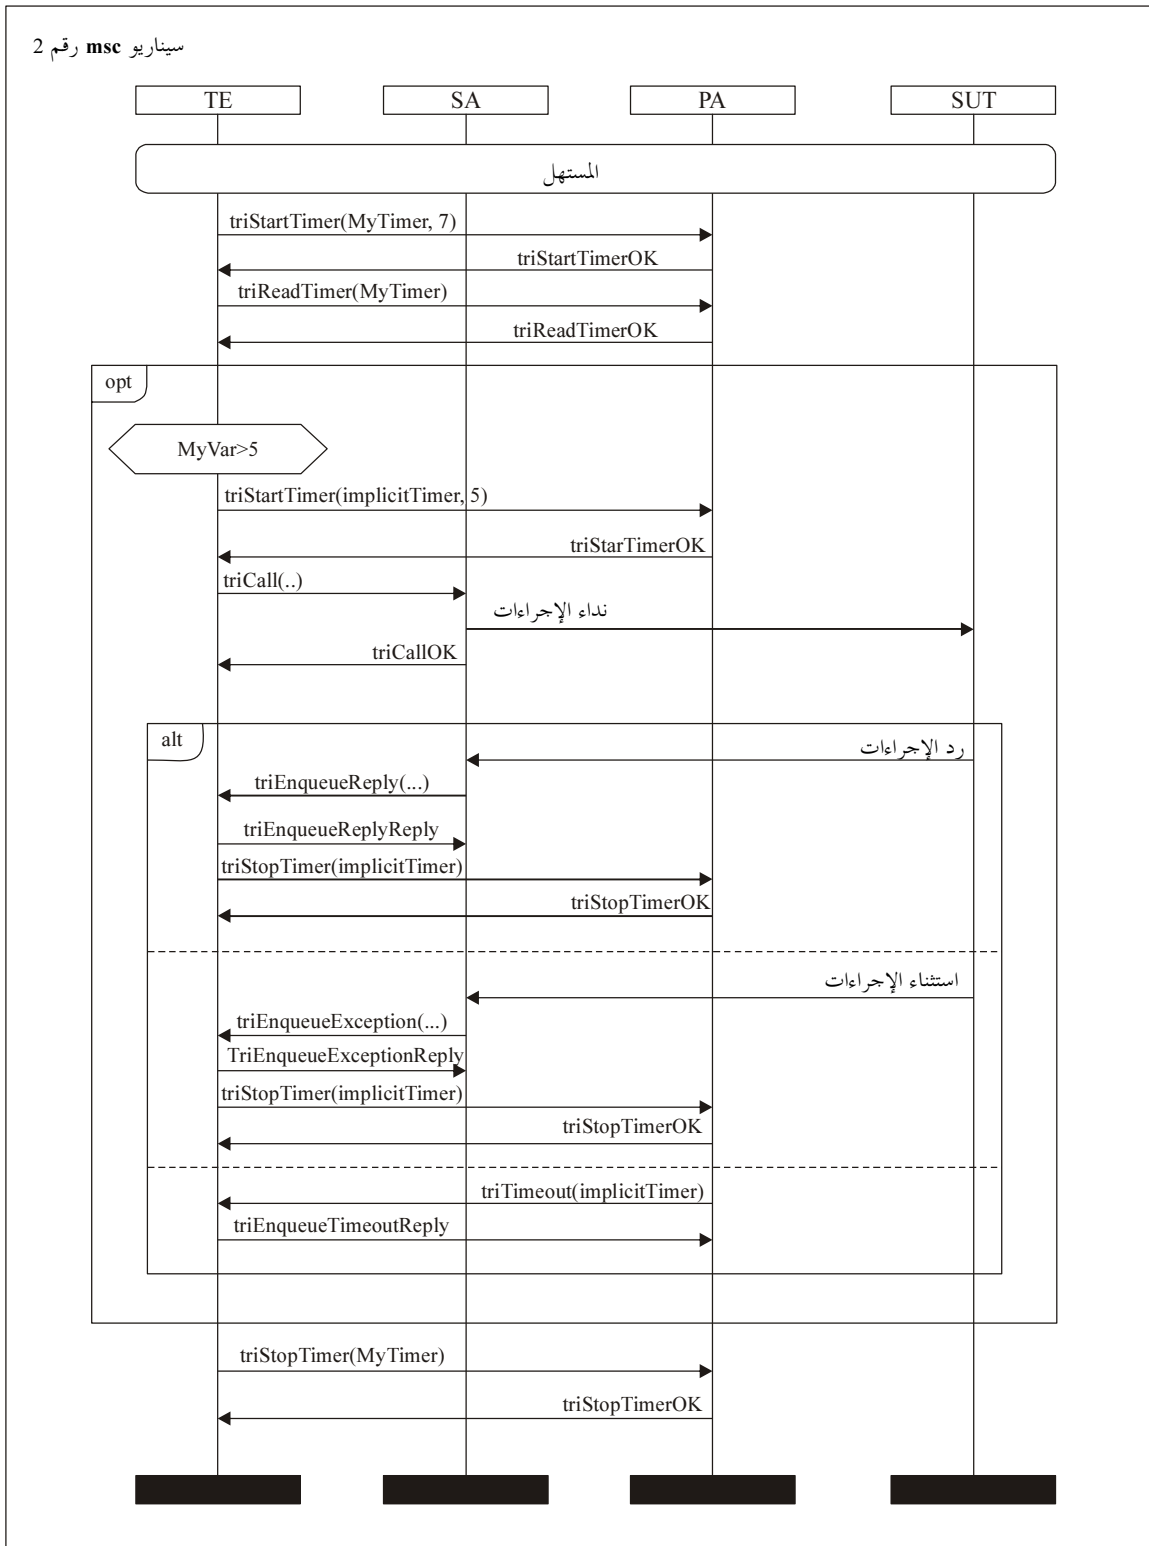 سيناريو msc رقم 2
TE
SA
PA
SUT
المستهل
triStartTimer(MyTimer, 7)
triStartTimerOK
triReadTimer(MyTimer)
triReadTimerOK
opt
MyVar>5
triStartTimer(implicitTimer, 5)
triStarTimerOK
triCall(..)
نداء الإجراءات
triCallOK
alt
رد الإجراءات
triEnqueueReply(...)
triEnqueueReplyReply
triStopTimer(implicitTimer)
triStopTimerOK
استثناء الإجراءات
triEnqueueException(...)
TriEnqueueExceptionReply
triStopTimer(implicitTimer)
triStopTimerOK
triTimeout(implicitTimer)
triEnqueueTimeoutReply
triStopTimer(MyTimer)
triStopTimerOK